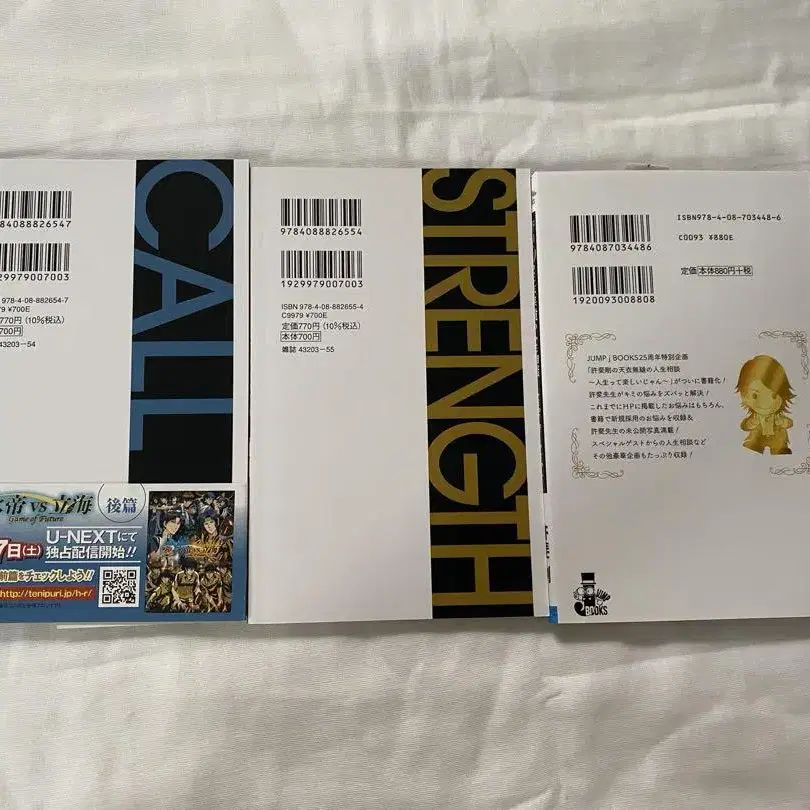 CALL
84088826547
29979007003
978-4-08-882654-7
79 ¥700E
770円(10%税込)
700円
43203-54
帝 vs 立海 後篇
Game of Future
7日(土) U-NEXTにて
独占配信開始!!
前篇をチェックしよう!!
http://tenipuri.jp/h-r/
STRENGTH
9784088826554
1929979007003
ISBN 978-4-08-882655-4
C9979 ¥700E
定価770円(10%税込)
本体700円
雑誌 43203-55
ISBN978-4-08-703448-6
9784087034486
C0093 ¥880E
定価 本体880円+税
1920093008808
JUMP j BOOKS25周年特別企画
「許斐剛の天衣無縫の人生相談
〜人生って楽しいじゃん〜」がついに書籍化!
許斐先生がキミの悩みをズバッと解決!
これまでにHPに掲載したお悩みはもちろん、
書籍で新規採用のお悩みを収録&
許斐先生の未公開写真満載!
スペシャルゲストからの人生相談など
その他豪華企画もたっぷり収録!
JUMP
j BOOKS